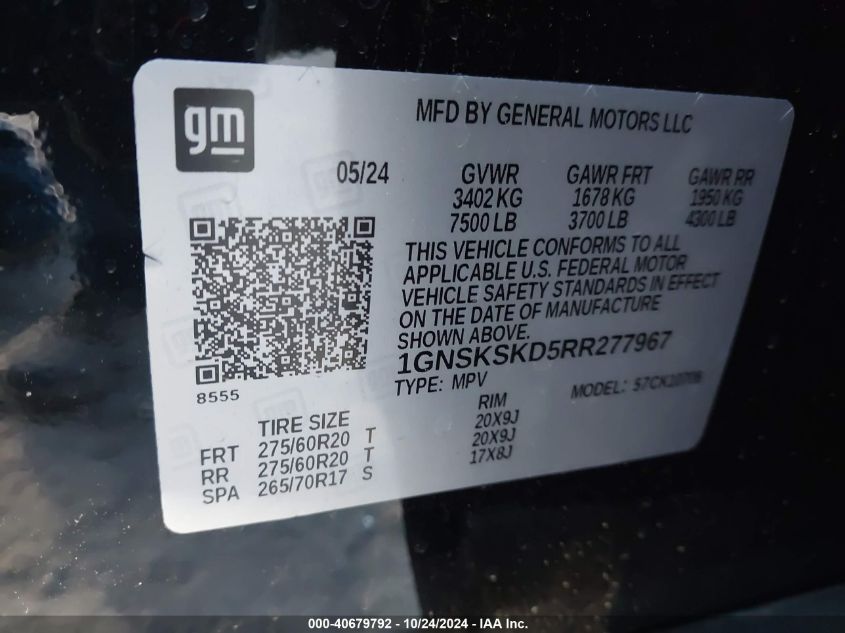 gm
MFD BY GENERAL MOTORS LLC
05/24 GVWR GAWR FRT GAWR RR
3402 KG 1678 KG 1950 KG
7500 LB 3700 LB 4300 LB
THIS VEHICLE CONFORMS TO ALL
APPLICABLE U.S. FEDERAL MOTOR
VEHICLE SAFETY STANDARDS IN EFFECT
ON THE DATE OF MANUFACTURE
SHOWN ABOVE.
1GNSKSKD5RR277967
TYPE: MPV MODEL:
8555
TIRE SIZE RIM
FRT 275/60R20 T 20X9J
RR 275/60R20 T 20X9J
SPA 265/70R17 S 17X8J
000-40679792 - 10/24/2024 - IAA Inc.